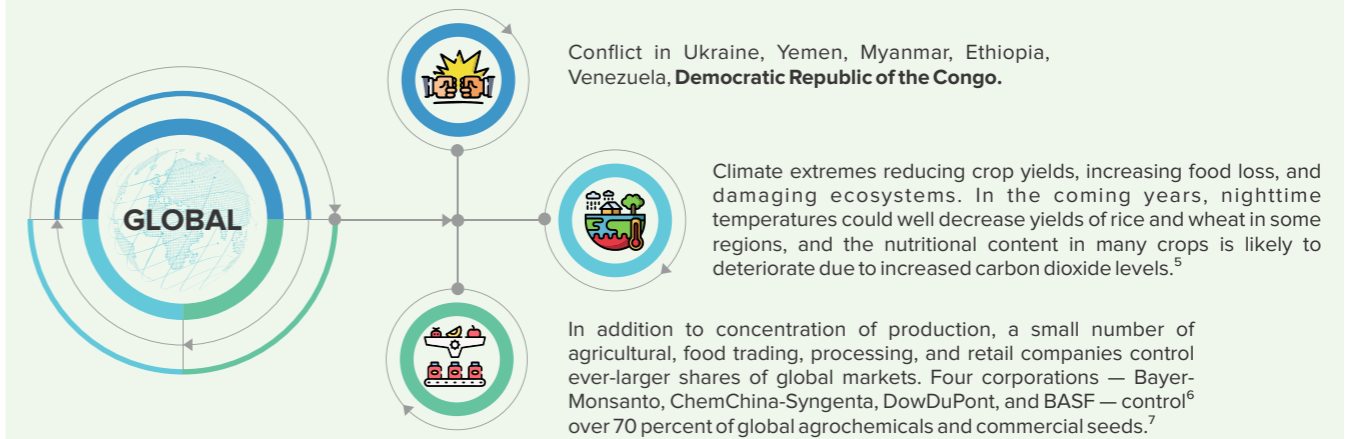 GLOBAL
Conflict in Ukraine, Yemen, Myanmar, Ethiopia,
Venezuela, Democratic Republic of the Congo.
Climate extremes reducing crop yields, increasing food loss, and
damaging ecosystems. In the coming years, nighttime
temperatures could well decrease yields of rice and wheat in some
regions, and the nutritional content in many crops is likely to
deteriorate due to increased carbon dioxide levels.⁵
In addition to concentration of production, a small number of
agricultural, food trading, processing, and retail companies control
ever-larger shares of global markets. Four corporations — Bayer-
Monsanto, ChemChina-Syngenta, DowDuPont, and BASF — control⁶
over 70 percent of global agrochemicals and commercial seeds.⁷